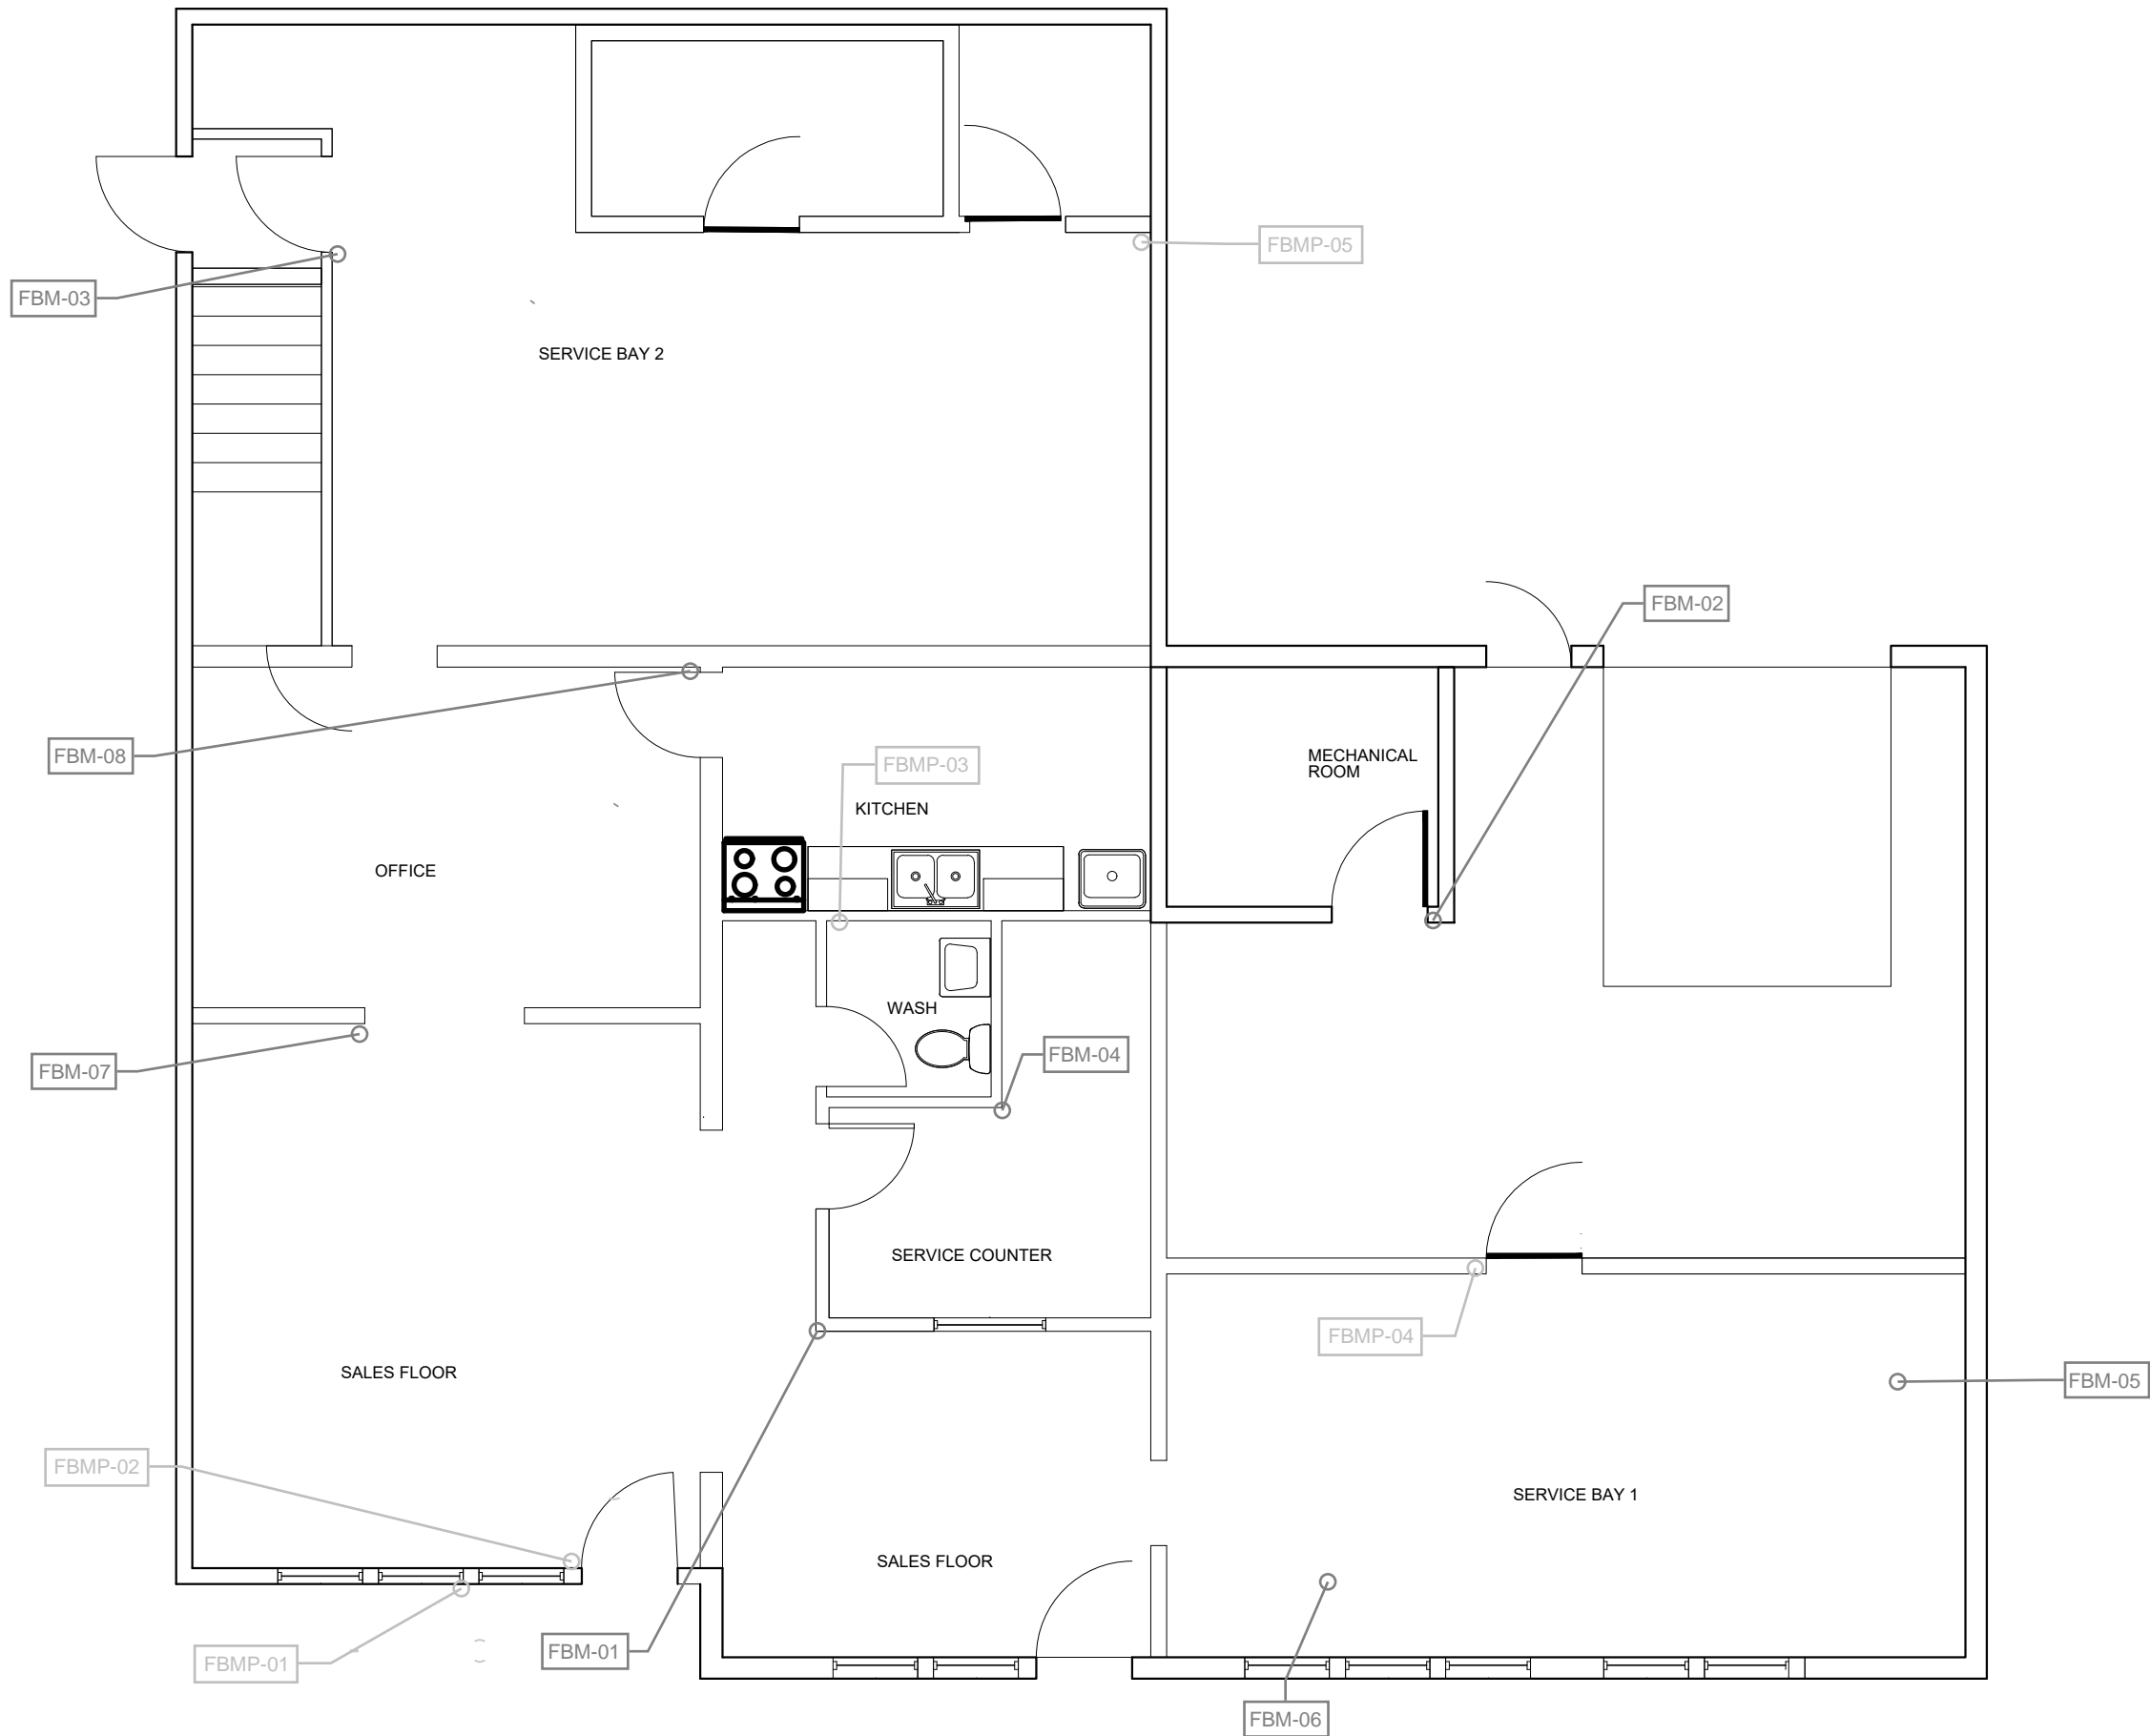 FBMP-05
FBM-03
SERVICE BAY 2
FBM-02
FBM-08
FBMP-03
MECHANICAL
ROOM
KITCHEN
OFFICE
WASH
FBM-04
FBM-07
SERVICE COUNTER
FBMP-04
SALES FLOOR
FBM-05
FBMP-02
SERVICE BAY 1
SALES FLOOR
FBM-01
FBMP-01
FBM-06